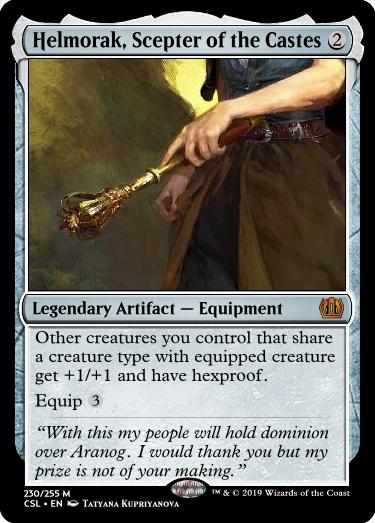 Helmorak, Scepter of the Castes 2
Legendary Artifact — Equipment
Other creatures you control that share
a creature type with equipped creature
get +1/+1 and have hexproof.
Equip 3
“With this my people will hold dominion
over Aranog. I would thank you but my
prize is not of your making.”
230/255 M
CSL • EN Tatyana Kupriyanova
™ & © 2019 Wizards of the Coast